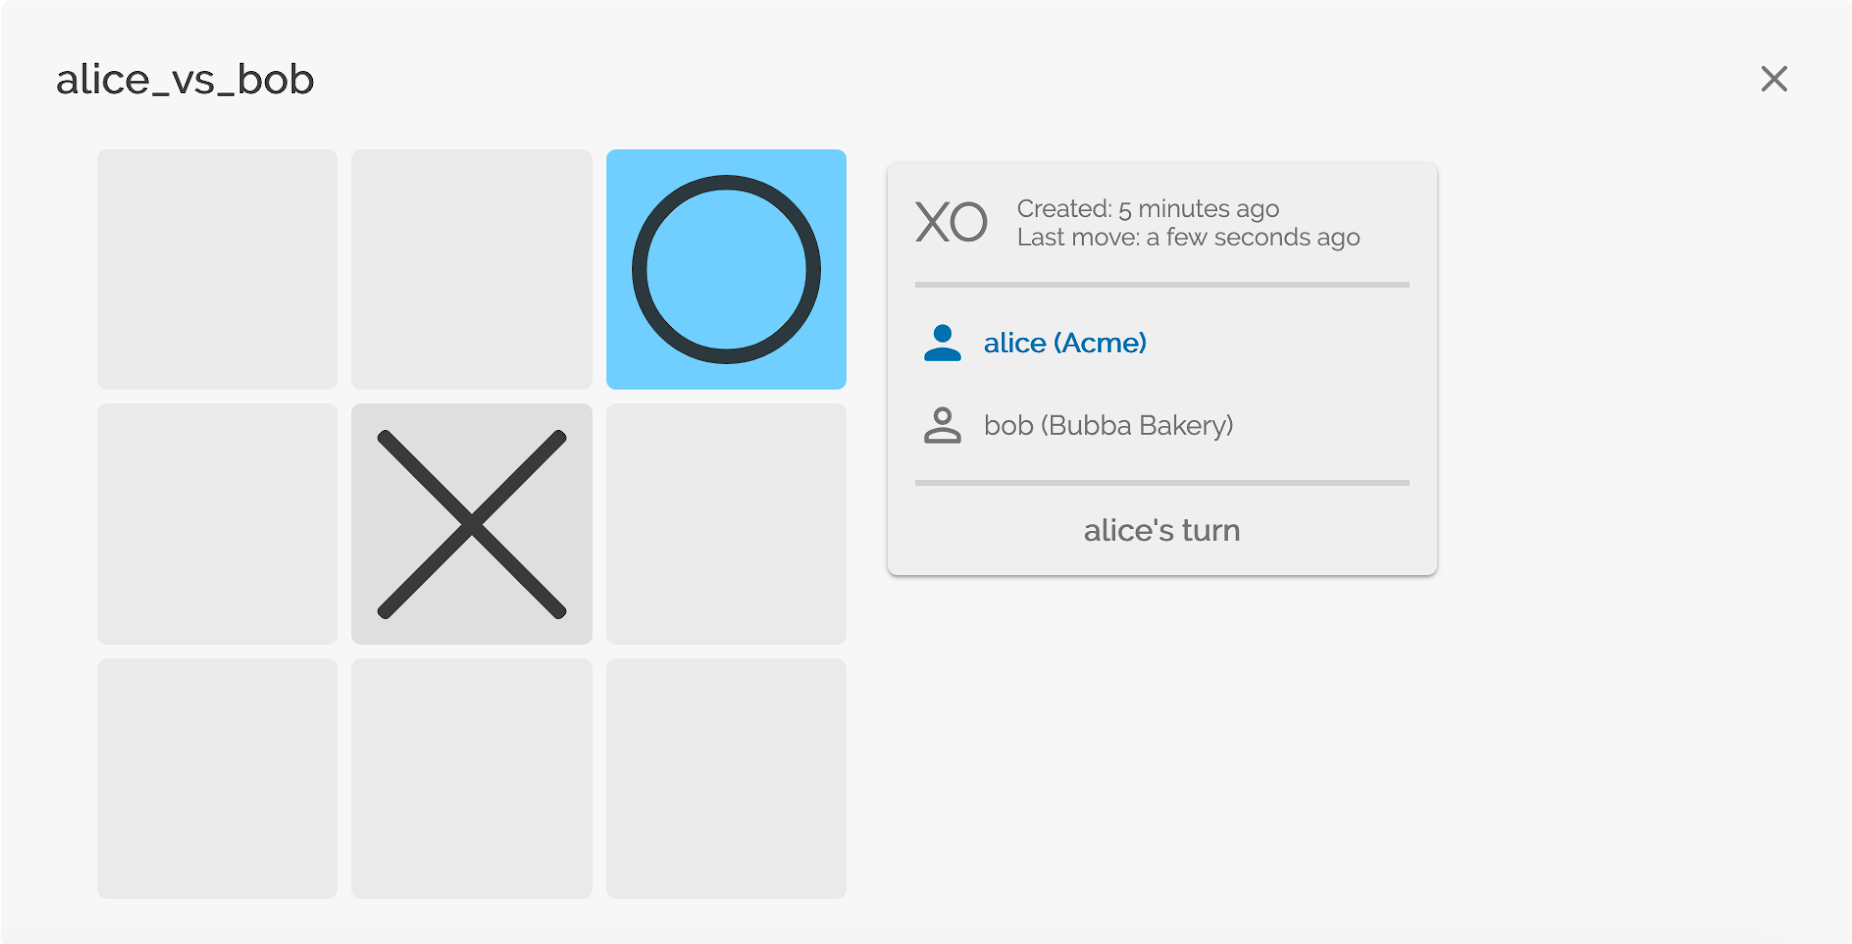 alice_vs_bob
XO
Created: 5 minutes ago
Last move: a few seconds ago
alice (Acme)
bob (Bubba Bakery)
alice's turn